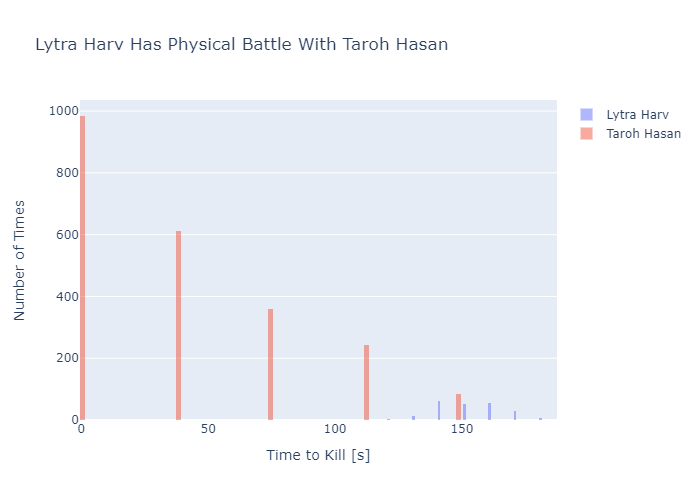 Lytra Harv Has Physical Battle With Taroh Hasan
Lytra Harv
Taroh Hasan
Number of Times
1000
800
600
400
200
0
0 50 100 150
Time to Kill [s]